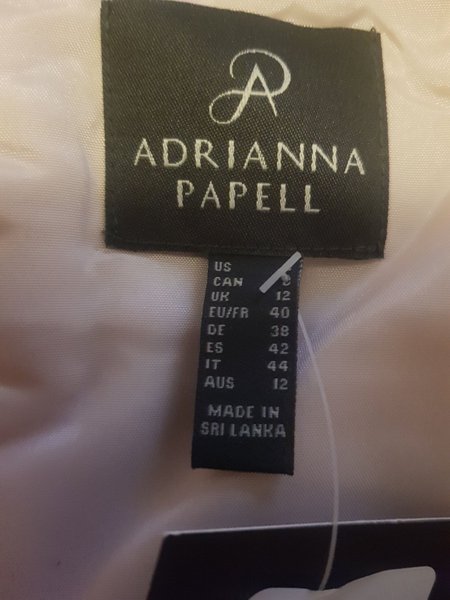 ADRIANNA
PAPELL
US
CAN
UK 12
EU/FR 40
DE 38
ES 42
IT 44
AUS 12
MADE IN
SRI LANKA